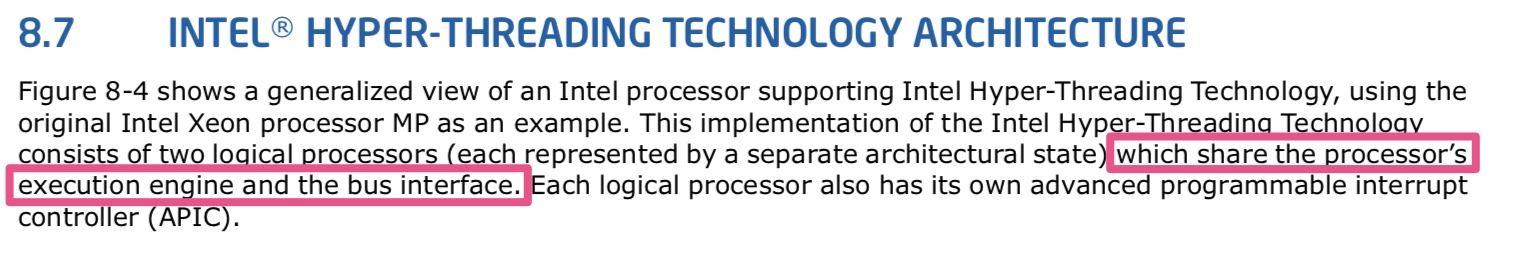 8.7 INTEL® HYPER-THREADING TECHNOLOGY ARCHITECTURE
Figure 8-4 shows a generalized view of an Intel processor supporting Intel Hyper-Threading Technology, using the
original Intel Xeon processor MP as an example. This implementation of the Intel Hyper-Threading Technology
consists of two logical processors (each represented by a separate architectural state) which share the processor’s
execution engine and the bus interface. Each logical processor also has its own advanced programmable interrupt
controller (APIC).